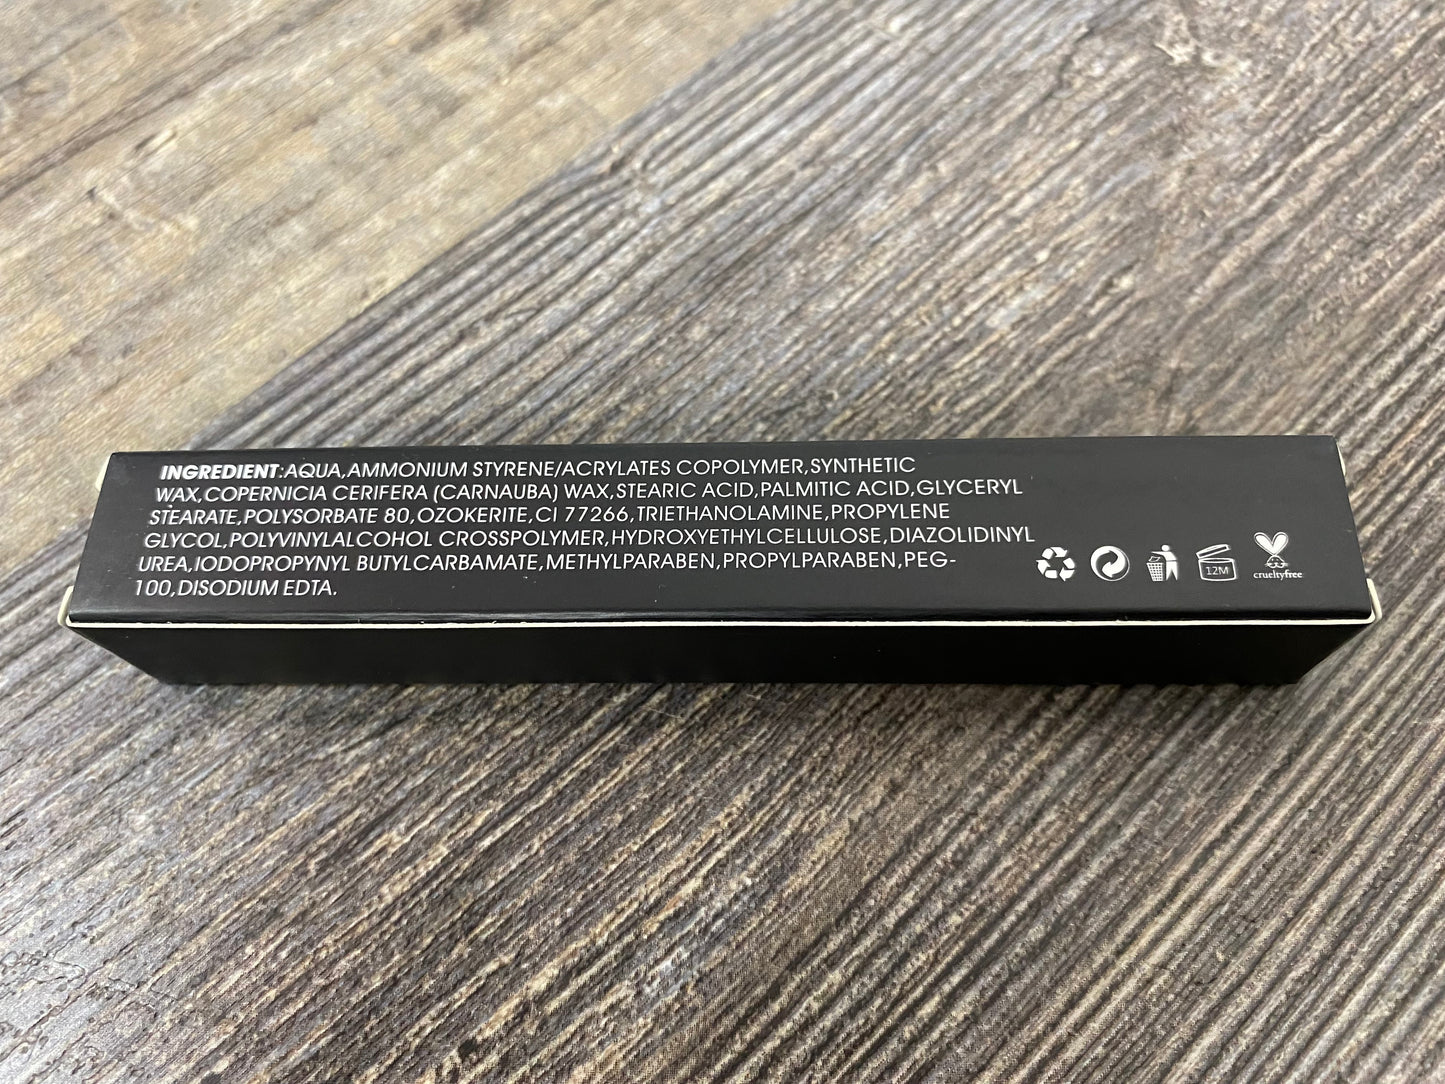 INGREDIENT:AQUA,AMMONIUM STYRENE/ACRYLATES COPOLYMER,SYNTHETIC
WAX,COPERNICIA CERIFERA (CARNAUBA) WAX,STEARIC ACID,PALMITIC ACID,GLYCERYL
STEARATE,POLYSORBATE 80,OZOKERITE,CI 77266,TRIETHANOLAMINE,PROPYLENE
GLYCOL,POLYVINYLALCOHOL CROSSPOLYMER,HYDROXYETHYLCELLULOSE,DIAZOLIDINYL
UREA,IODOPROPYNYL BUTYLCARBAMATE,METHYLPARABEN,PROPYLPARABEN,PEG-
100,DISODIUM EDTA.
12M
crueltyfree